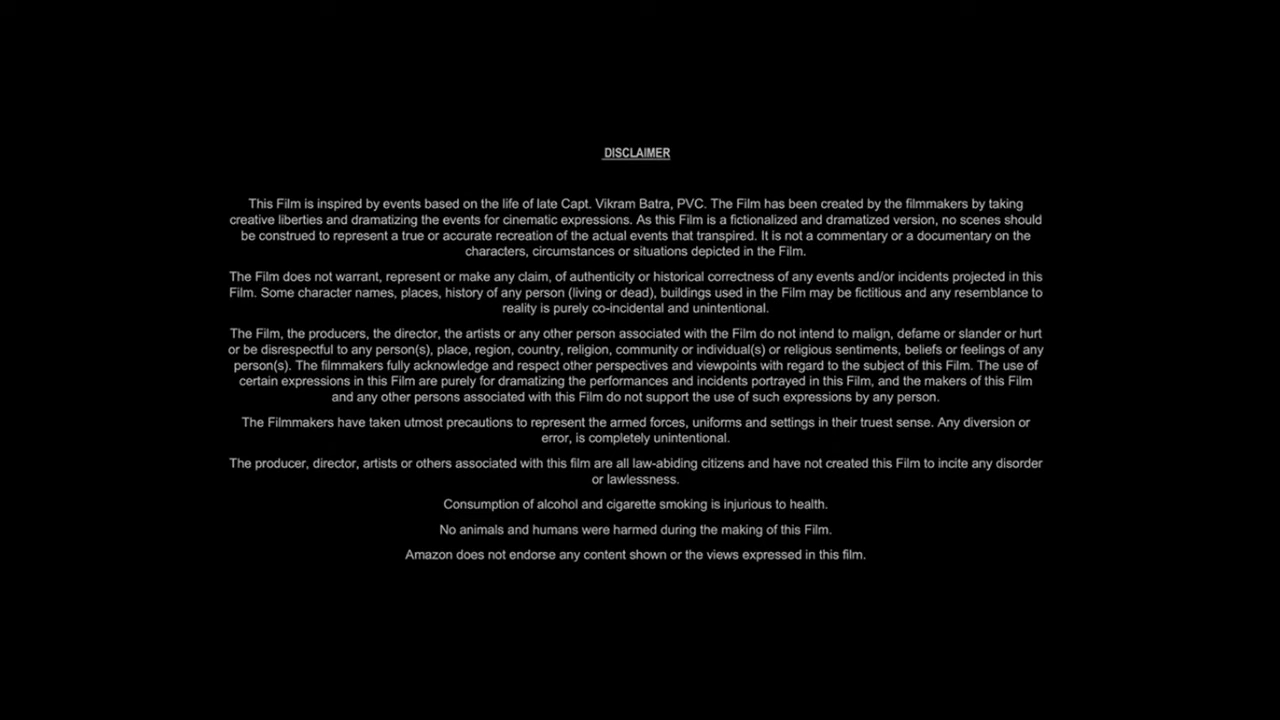 DISCLAIMER
This Film is inspired by events based on the life of late Capt. Vikram Batra, PVC. The Film has been created by the filmmakers by taking
creative liberties and dramatizing the events for cinematic expressions. As this Film is a fictionalized and dramatized version, no scenes should
be construed to represent a true or accurate recreation of the actual events that transpired. It is not a commentary or a documentary on the
characters, circumstances or situations depicted in the Film.
The Film does not warrant, represent or make any claim, of authenticity or historical correctness of any events and/or incidents projected in this
Film. Some character names, places, history of any person (living or dead), buildings used in the Film may be fictitious and any resemblance to
reality is purely co-incidental and unintentional.
The Film, the producers, the director, the artists or any other person associated with the Film do not intend to malign, defame or slander or hurt
or be disrespectful to any person(s), place, region, country, religion, community or individual(s) or religious sentiments, beliefs or feelings of any
person(s). The filmmakers fully acknowledge and respect other perspectives and viewpoints with regard to the subject of this Film. The use of
certain expressions in this Film are purely for dramatizing the performances and incidents portrayed in this Film, and the makers of this Film
and any other persons associated with this Film do not support the use of such expressions by any person.
The Filmmakers have taken utmost precautions to represent the armed forces, uniforms and settings in their truest sense. Any diversion or
error, is completely unintentional.
The producer, director, artists or others associated with this film are all law-abiding citizens and have not created this Film to incite any disorder
or lawlessness.
Consumption of alcohol and cigarette smoking is injurious to health.
No animals and humans were harmed during the making of this Film.
Amazon does not endorse any content shown or the views expressed in this film.